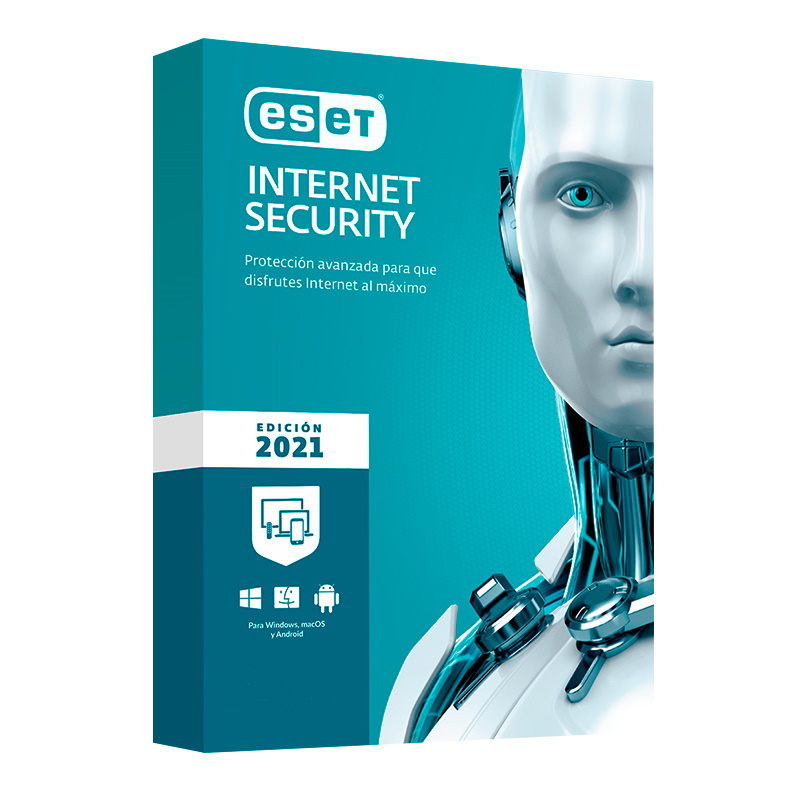 eset®
INTERNET
SECURITY
Protección avanzada para que
disfrutes Internet al máximo
EDICIÓN
2021
Para Windows, macOS
y Android